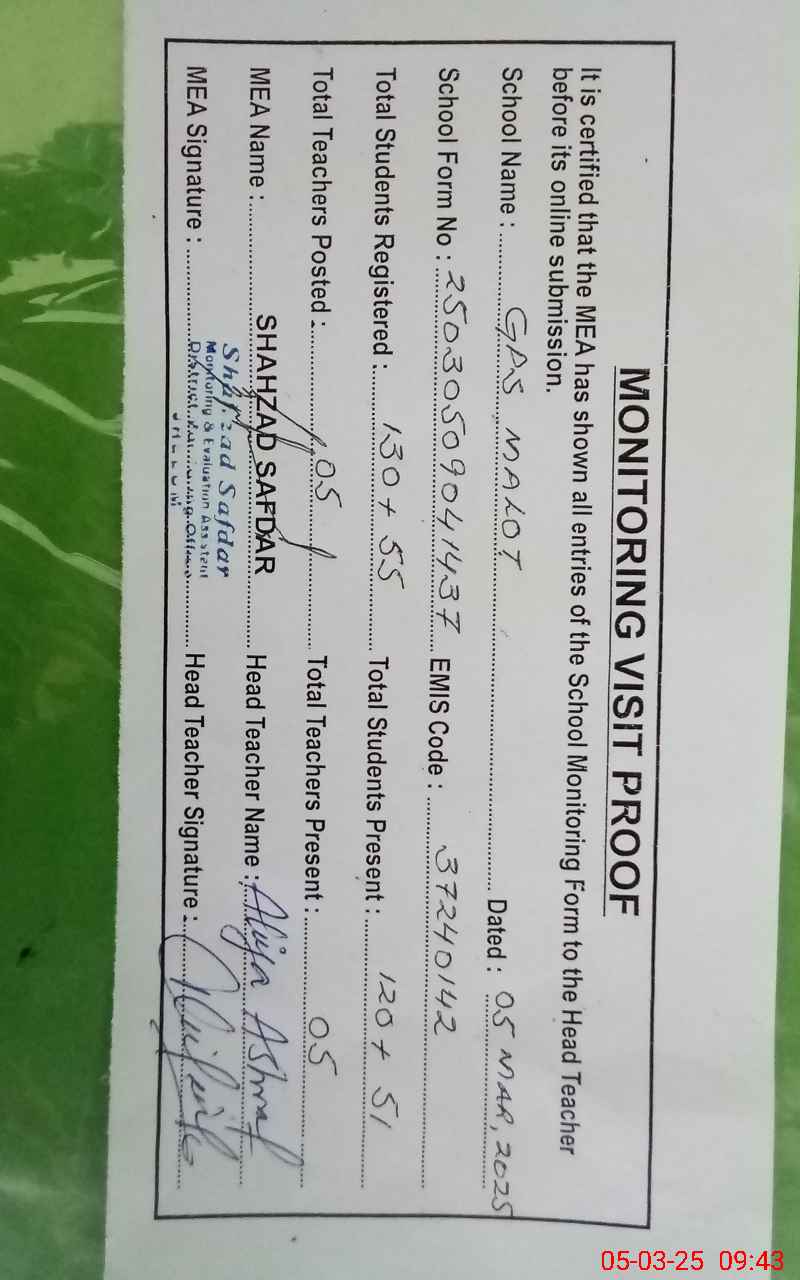 MONITORING VISIT PROOF
It is certified that the MEA has shown all entries of the School Monitoring Form to the Head Teacher
before its online submission.
School Name : GPS MALOT Dated : 05 MAR, 2025
School Form No : 25030509041437 EMIS Code : 37240142
Total Students Registered : 130 + 55 Total Students Present : 120 + 51
Total Teachers Posted : 05 Total Teachers Present : 05
MEA Name : SHAHZAD SAFDAR Head Teacher Name : Ashraf
MEA Signature : Head Teacher Signature :
Shahzad Safdar
Monitoring & Evaluation Assistent
District
05-03-25 09:43